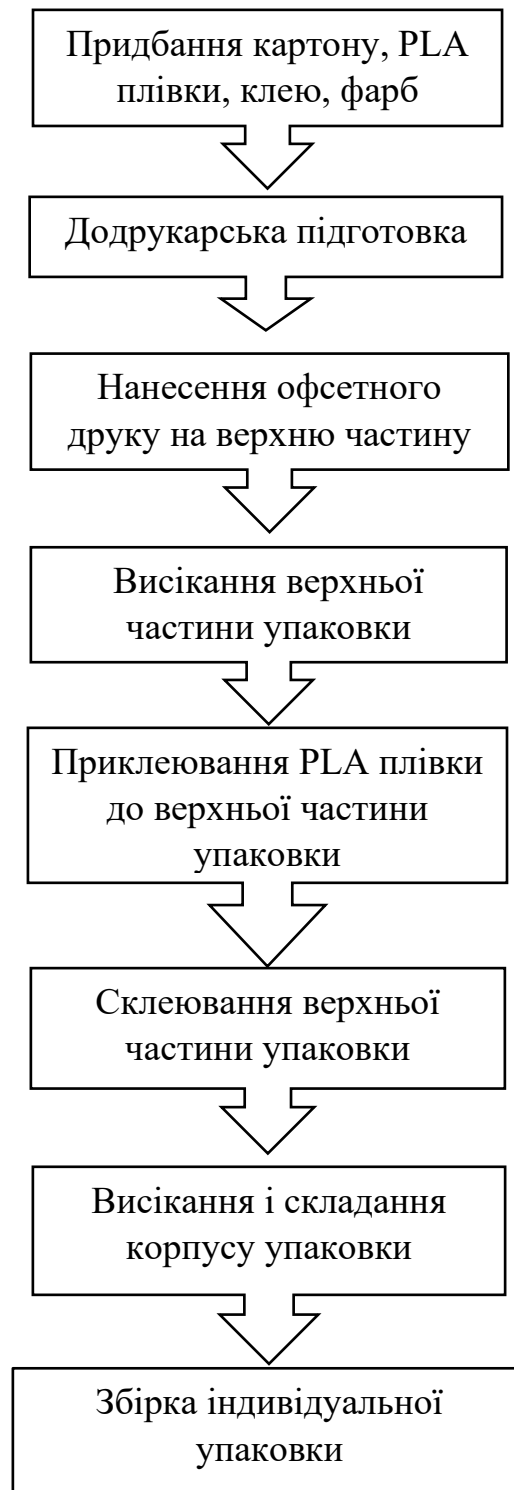 Придбання картону, PLA
плівки, клею, фарб
Додрукарська підготовка
Нанесення офсетного
друку на верхню частину
Висікання верхньої
частини упаковки
Приклеювання PLA плівки
до верхньої частини
упаковки
Склеювання верхньої
частини упаковки
Висікання і складання
корпусу упаковки
Збірка індивідуальної
упаковки